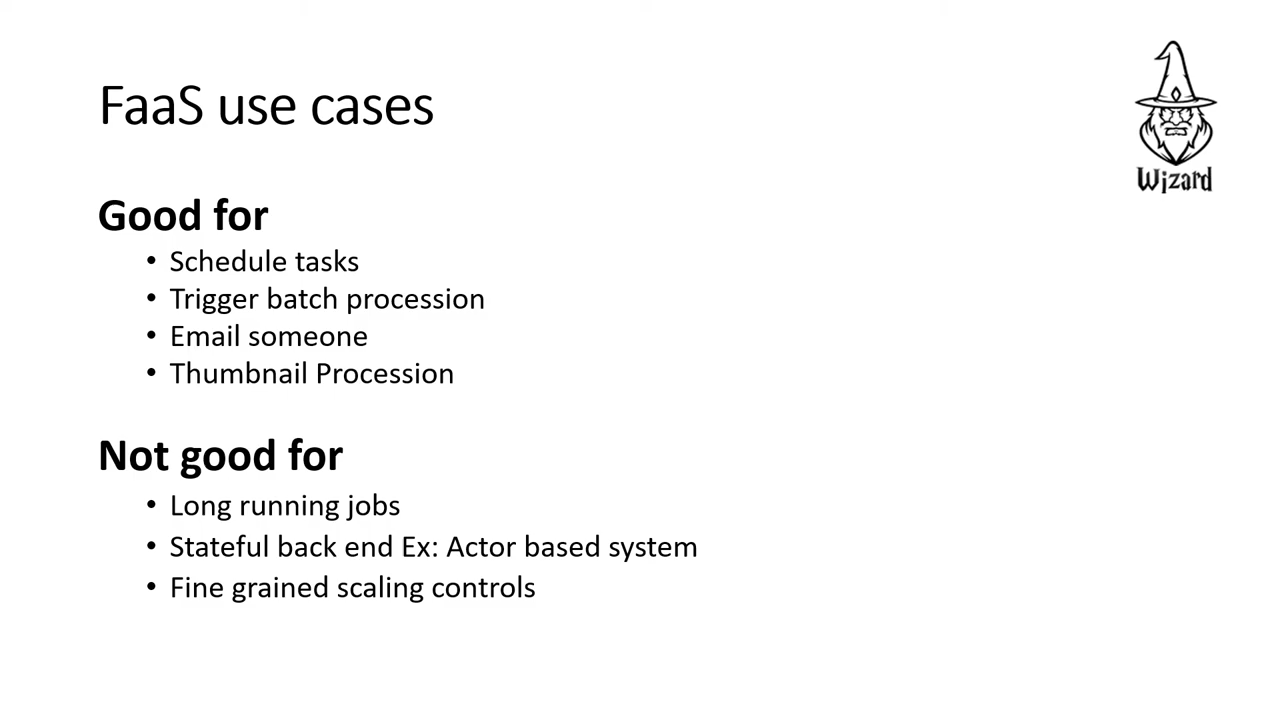 FaaS use cases
Wizard
Good for
• Schedule tasks
• Trigger batch procession
• Email someone
• Thumbnail Procession
Not good for
• Long running jobs
• Stateful back end Ex: Actor based system
• Fine grained scaling controls